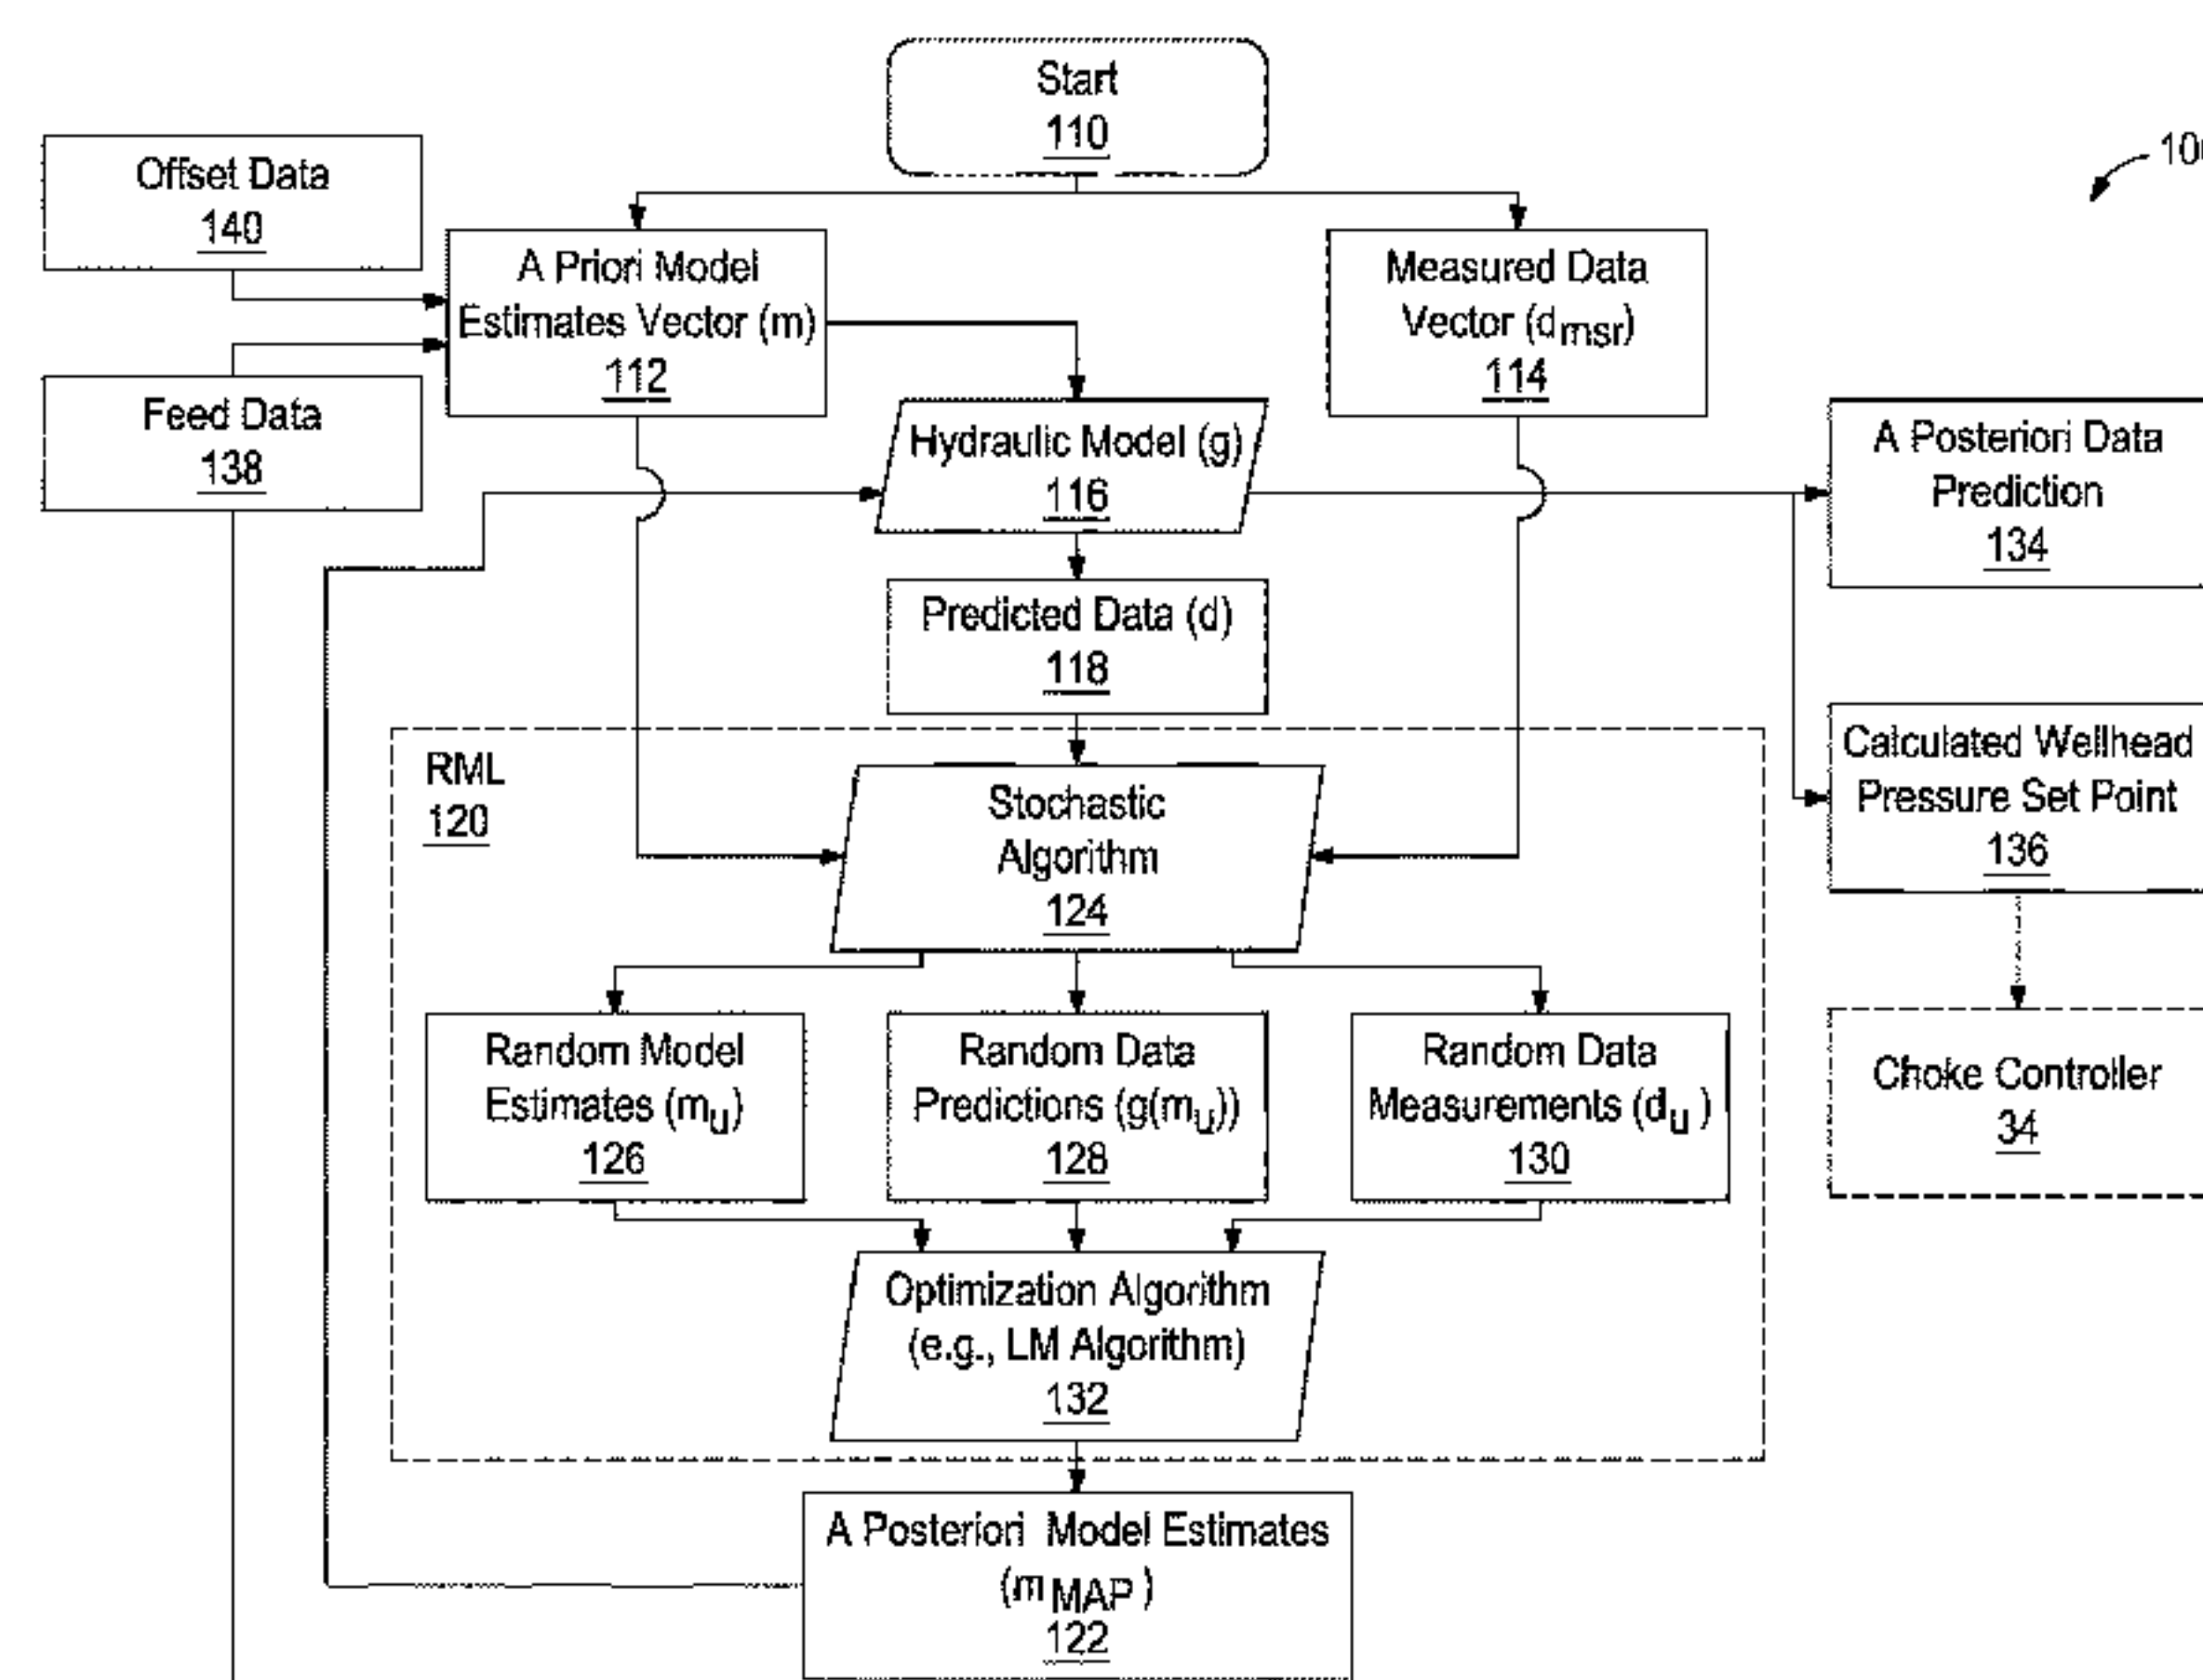 Start
110
Offset Data
140
A Priori Model
Estimates Vector (m)
112
Measured Data
Vector (dmsr)
114
Feed Data
138
Hydraulic Model (g)
116
A Posteriori Data
Prediction
134
Predicted Data (d)
118
RML
120
Stochastic
Algorithm
124
Calculated Wellhead
Pressure Set Point
136
Random Model
Estimates (mu)
126
Random Data
Predictions (g(mu))
128
Random Data
Measurements (du)
130
Choke Controller
34
Optimization Algorithm
(e.g., LM Algorithm)
132
A Posteriori Model Estimates
(mMAP)
122